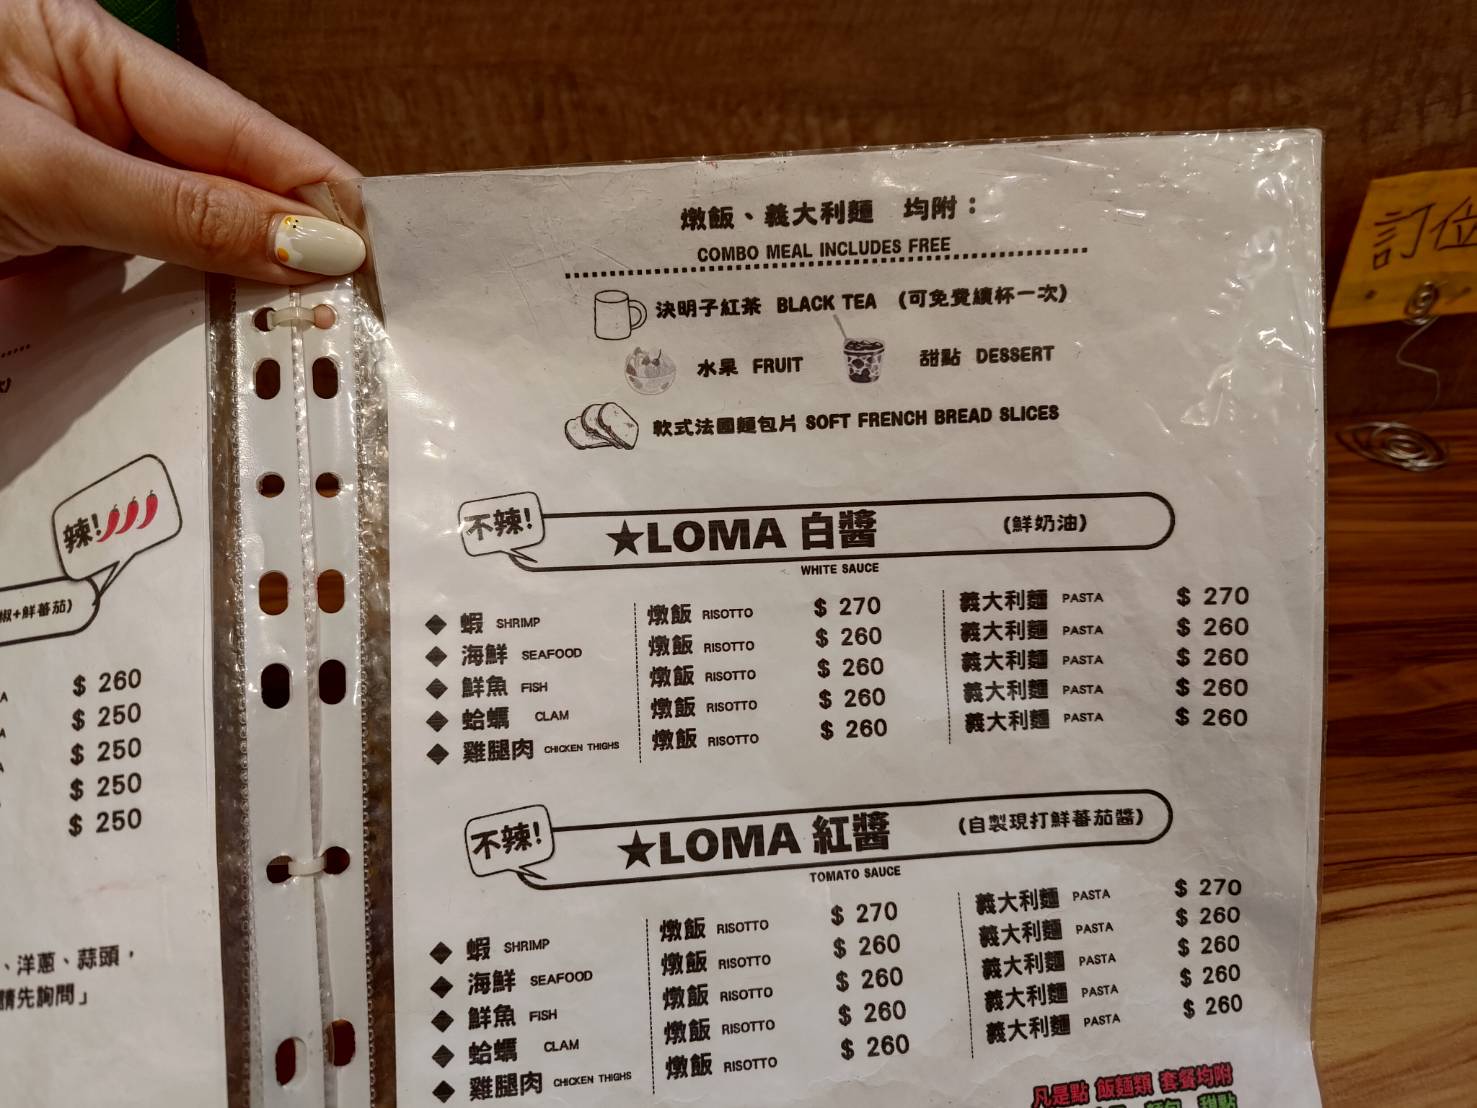 燉飯、義大利麵 均附：
COMBO MEAL INCLUDES FREE
決明子紅茶 BLACK TEA (可免費續杯一次)
水果 FRUIT 甜點 DESSERT
軟式法國麵包片 SOFT FRENCH BREAD SLICES
不辣! ★LOMA 白醬 (鮮奶油)
WHITE SAUCE
◆ 蝦 SHRIMP 燉飯 RISOTTO $ 270 義大利麵 PASTA $ 270
◆ 海鮮 SEAFOOD 燉飯 RISOTTO $ 260 義大利麵 PASTA $ 260
◆ 鮮魚 FISH 燉飯 RISOTTO $ 260 義大利麵 PASTA $ 260
◆ 蛤蠣 CLAM 燉飯 RISOTTO $ 260 義大利麵 PASTA $ 260
◆ 雞腿肉 CHICKEN THIGHS 燉飯 RISOTTO $ 260 義大利麵 PASTA $ 260
不辣! ★LOMA 紅醬 (自製現打鮮蕃茄醬)
TOMATO SAUCE
◆ 蝦 SHRIMP 燉飯 RISOTTO $ 270 義大利麵 PASTA $ 270
◆ 海鮮 SEAFOOD 燉飯 RISOTTO $ 260 義大利麵 PASTA $ 260
◆ 鮮魚 FISH 燉飯 RISOTTO $ 260 義大利麵 PASTA $ 260
◆ 蛤蠣 CLAM 燉飯 RISOTTO $ 260 義大利麵 PASTA $ 260
◆ 雞腿肉 CHICKEN THIGHS 燉飯 RISOTTO $ 260 義大利麵 PASTA $ 260
凡是點 飯麵類 套餐均附
甜點
辣!
椒+鮮蕃茄)
$ 260
$ 250
$ 250
$ 250
$ 250
、洋蔥、蒜頭，
請先詢問」
訂位